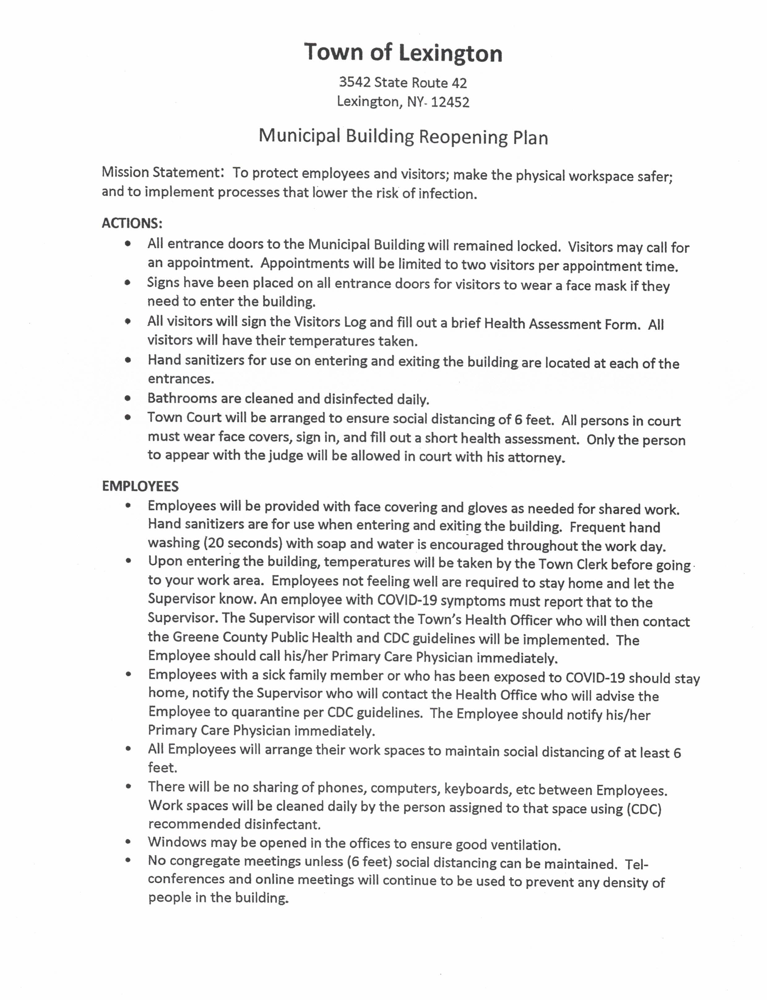 Town of Lexington
3542 State Route 42
Lexington, NY- 12452
Municipal Building Reopening Plan
Mission Statement: To protect employees and visitors; make the physical workspace safer;
and to implement processes that lower the risk of infection.
ACTIONS:
• All entrance doors to the Municipal Building will remained locked. Visitors may call for
an appointment. Appointments will be limited to two visitors per appointment time.
• Signs have been placed on all entrance doors for visitors to wear a face mask if they
need to enter the building.
• All visitors will sign the Visitors Log and fill out a brief Health Assessment Form. All
visitors will have their temperatures taken.
• Hand sanitizers for use on entering and exiting the building are located at each of the
entrances.
• Bathrooms are cleaned and disinfected daily.
• Town Court will be arranged to ensure social distancing of 6 feet. All persons in court
must wear face covers, sign in, and fill out a short health assessment. Only the person
to appear with the judge will be allowed in court with his attorney.
EMPLOYEES
• Employees will be provided with face covering and gloves as needed for shared work.
Hand sanitizers are for use when entering and exiting the building. Frequent hand
washing (20 seconds) with soap and water is encouraged throughout the work day.
• Upon entering the building, temperatures will be taken by the Town Clerk before going
to your work area. Employees not feeling well are required to stay home and let the
Supervisor know. An employee with COVID-19 symptoms must report that to the
Supervisor. The Supervisor will contact the Town's Health Officer who will then contact
the Greene County Public Health and CDC guidelines will be implemented. The
Employee should call his/her Primary Care Physician immediately.
• Employees with a sick family member or who has been exposed to COVID-19 should stay
home, notify the Supervisor who will contact the Health Office who will advise the
Employee to quarantine per CDC guidelines. The Employee should notify his/her
Primary Care Physician immediately.
• All Employees will arrange their work spaces to maintain social distancing of at least 6
feet.
• There will be no sharing of phones, computers, keyboards, etc between Employees.
Work spaces will be cleaned daily by the person assigned to that space using (CDC)
recommended disinfectant.
• Windows may be opened in the offices to ensure good ventilation.
• No congregate meetings unless (6 feet) social distancing can be maintained. Tel-
conferences and online meetings will continue to be used to prevent any density of
people in the building.